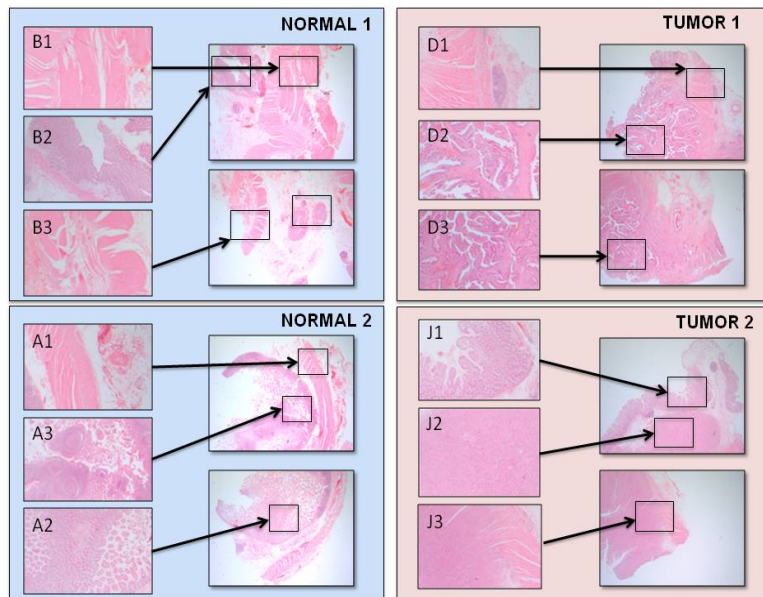 NORMAL 1
B1
B2
B3
TUMOR 1
D1
D2
D3
NORMAL 2
A1
A3
A2
TUMOR 2
J1
J2
J3